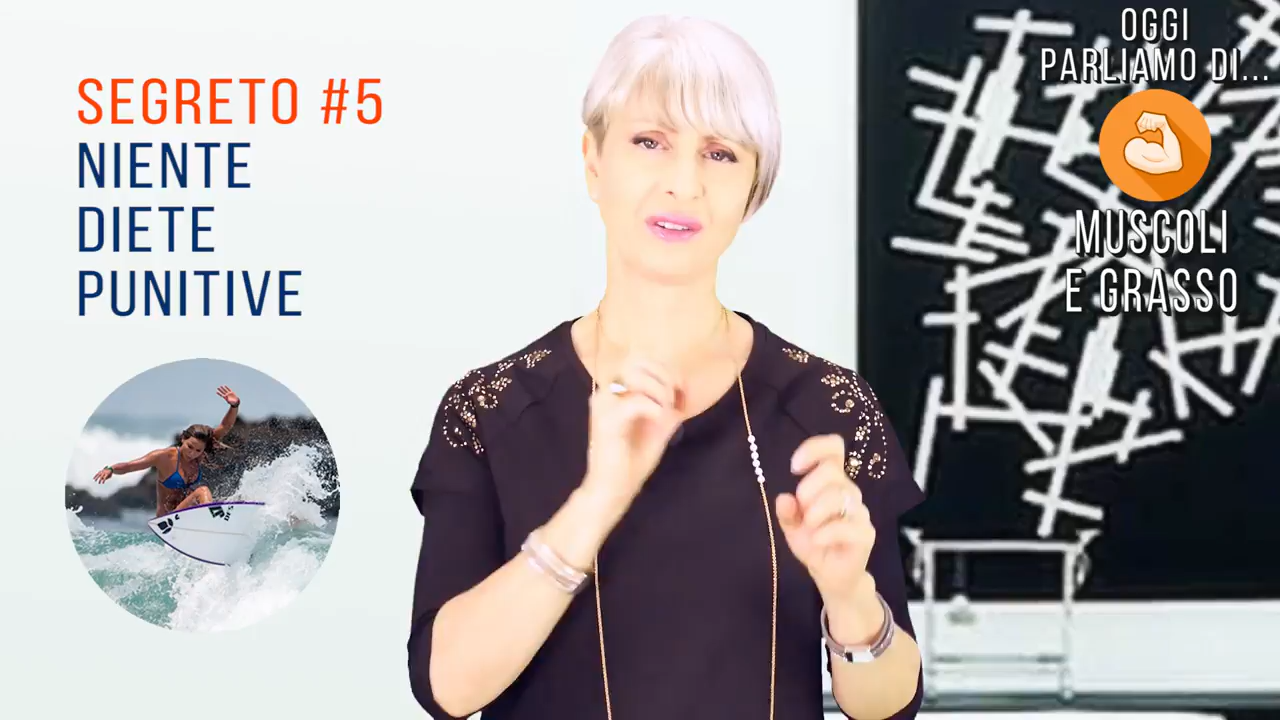 SEGRETO #5
NIENTE
DIETE
PUNITIVE
OGGI
PARLIAMO DI...
MUSCOLI
E GRASSO